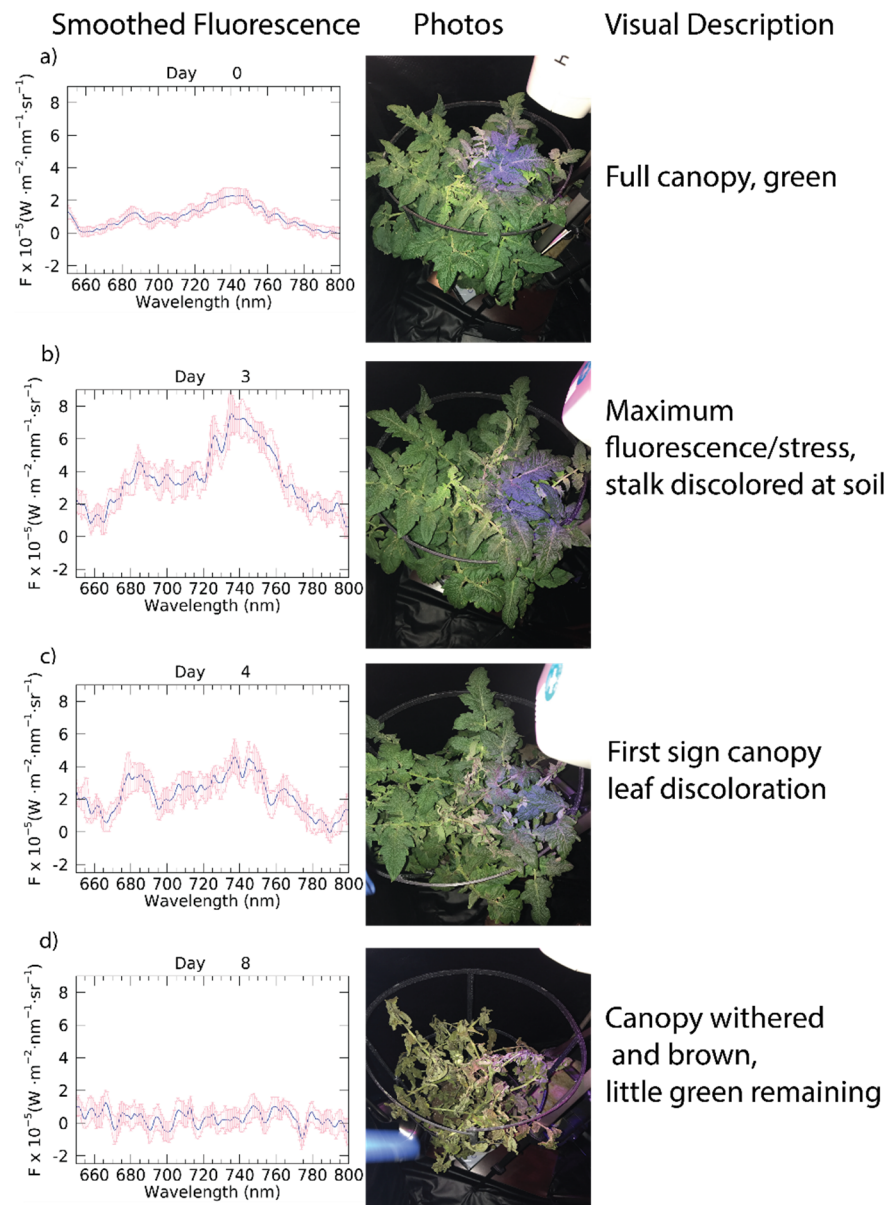 Smoothed Fluorescence Photos Visual Description
a)
Day 0
8
6
4
2
0
-2
F x 10⁻⁵(W ·m⁻²·nm⁻¹·sr⁻¹)
660 680 700 720 740 760 780 800
Wavelength (nm)
Full canopy, green
b)
Day 3
8
6
4
2
0
-2
F x 10⁻⁵(W ·m⁻²·nm⁻¹·sr⁻¹)
660 680 700 720 740 760 780 800
Wavelength (nm)
Maximum
fluorescence/stress,
stalk discolored at soil
c)
Day 4
8
6
4
2
0
-2
F x 10⁻⁵(W ·m⁻²·nm⁻¹·sr⁻¹)
660 680 700 720 740 760 780 800
Wavelength (nm)
First sign canopy
leaf discoloration
d)
Day 8
8
6
4
2
0
-2
F x 10⁻⁵(W ·m⁻²·nm⁻¹·sr⁻¹)
660 680 700 720 740 760 780 800
Wavelength (nm)
Canopy withered
and brown,
little green remaining